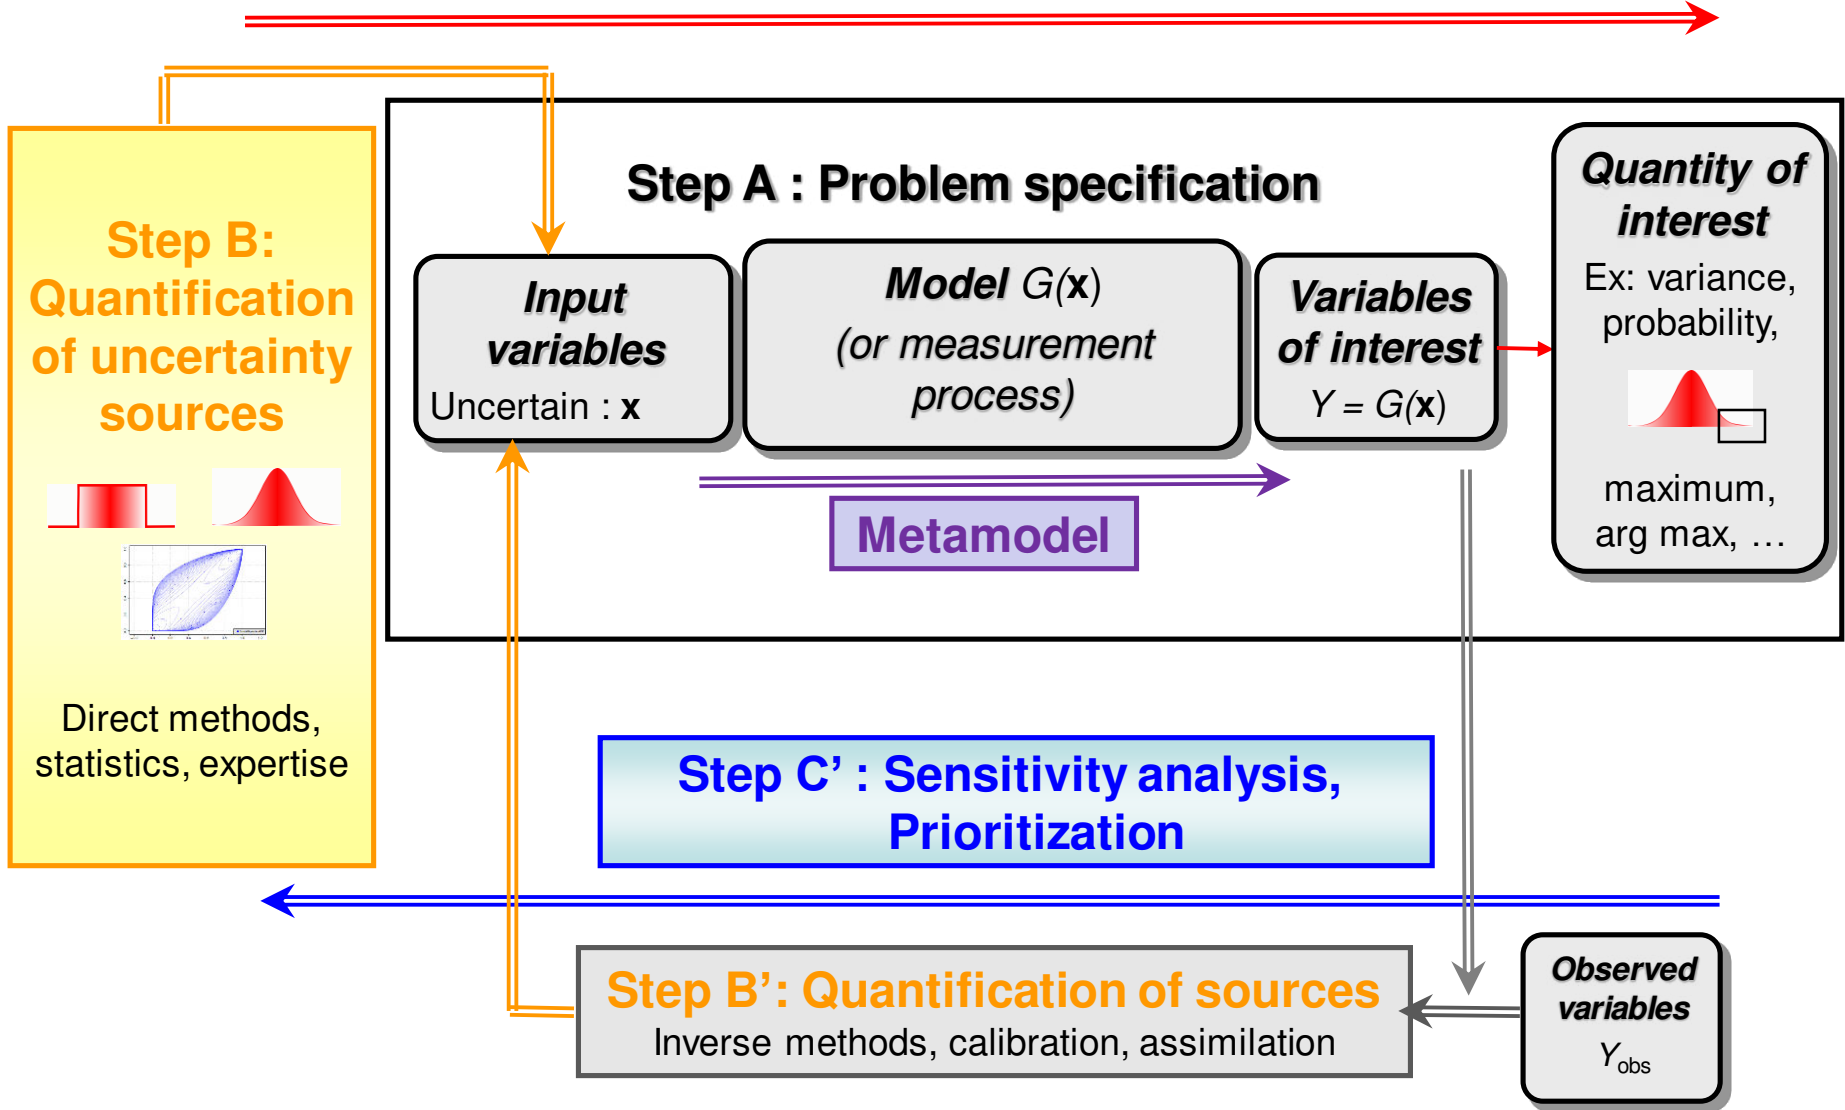 Step A : Problem specification
Step B:
Quantification
of uncertainty
sources
Direct methods,
statistics, expertise
Input
variables
Uncertain : x
Model G(x)
(or measurement
process)
Variables
of interest
Y = G(x)
Quantity of
interest
Ex: variance,
probability,
maximum,
arg max, …
Metamodel
Step C’ : Sensitivity analysis,
Prioritization
Step B’: Quantification of sources
Inverse methods, calibration, assimilation
Observed
variables
Yobs